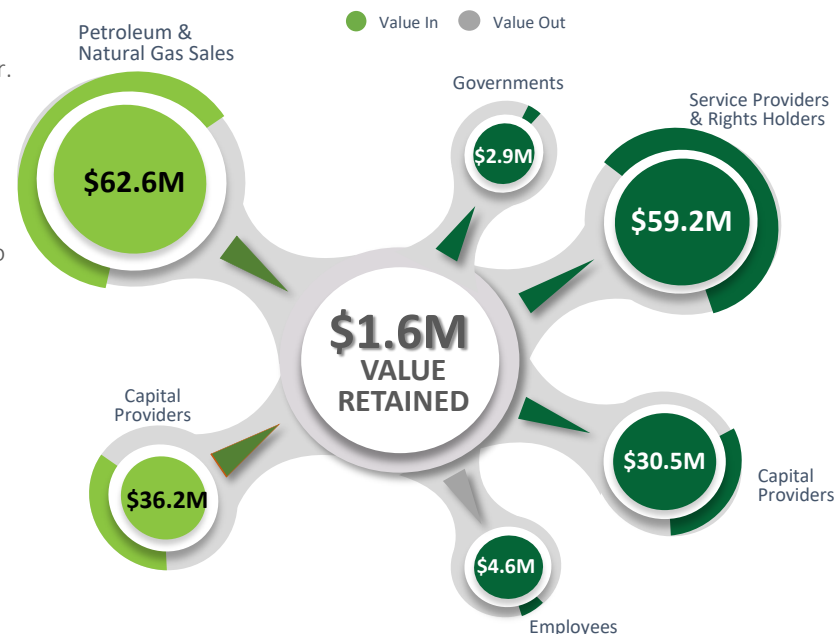 Value In
Value Out
Petroleum &
Natural Gas Sales
r.
Governments
Service Providers
& Rights Holders
$2.9M
$62.6M
$59.2M
$1.6M
VALUE
RETAINED
Capital
Providers
$36.2M
$30.5M
Capital
Providers
$4.6M
Employees